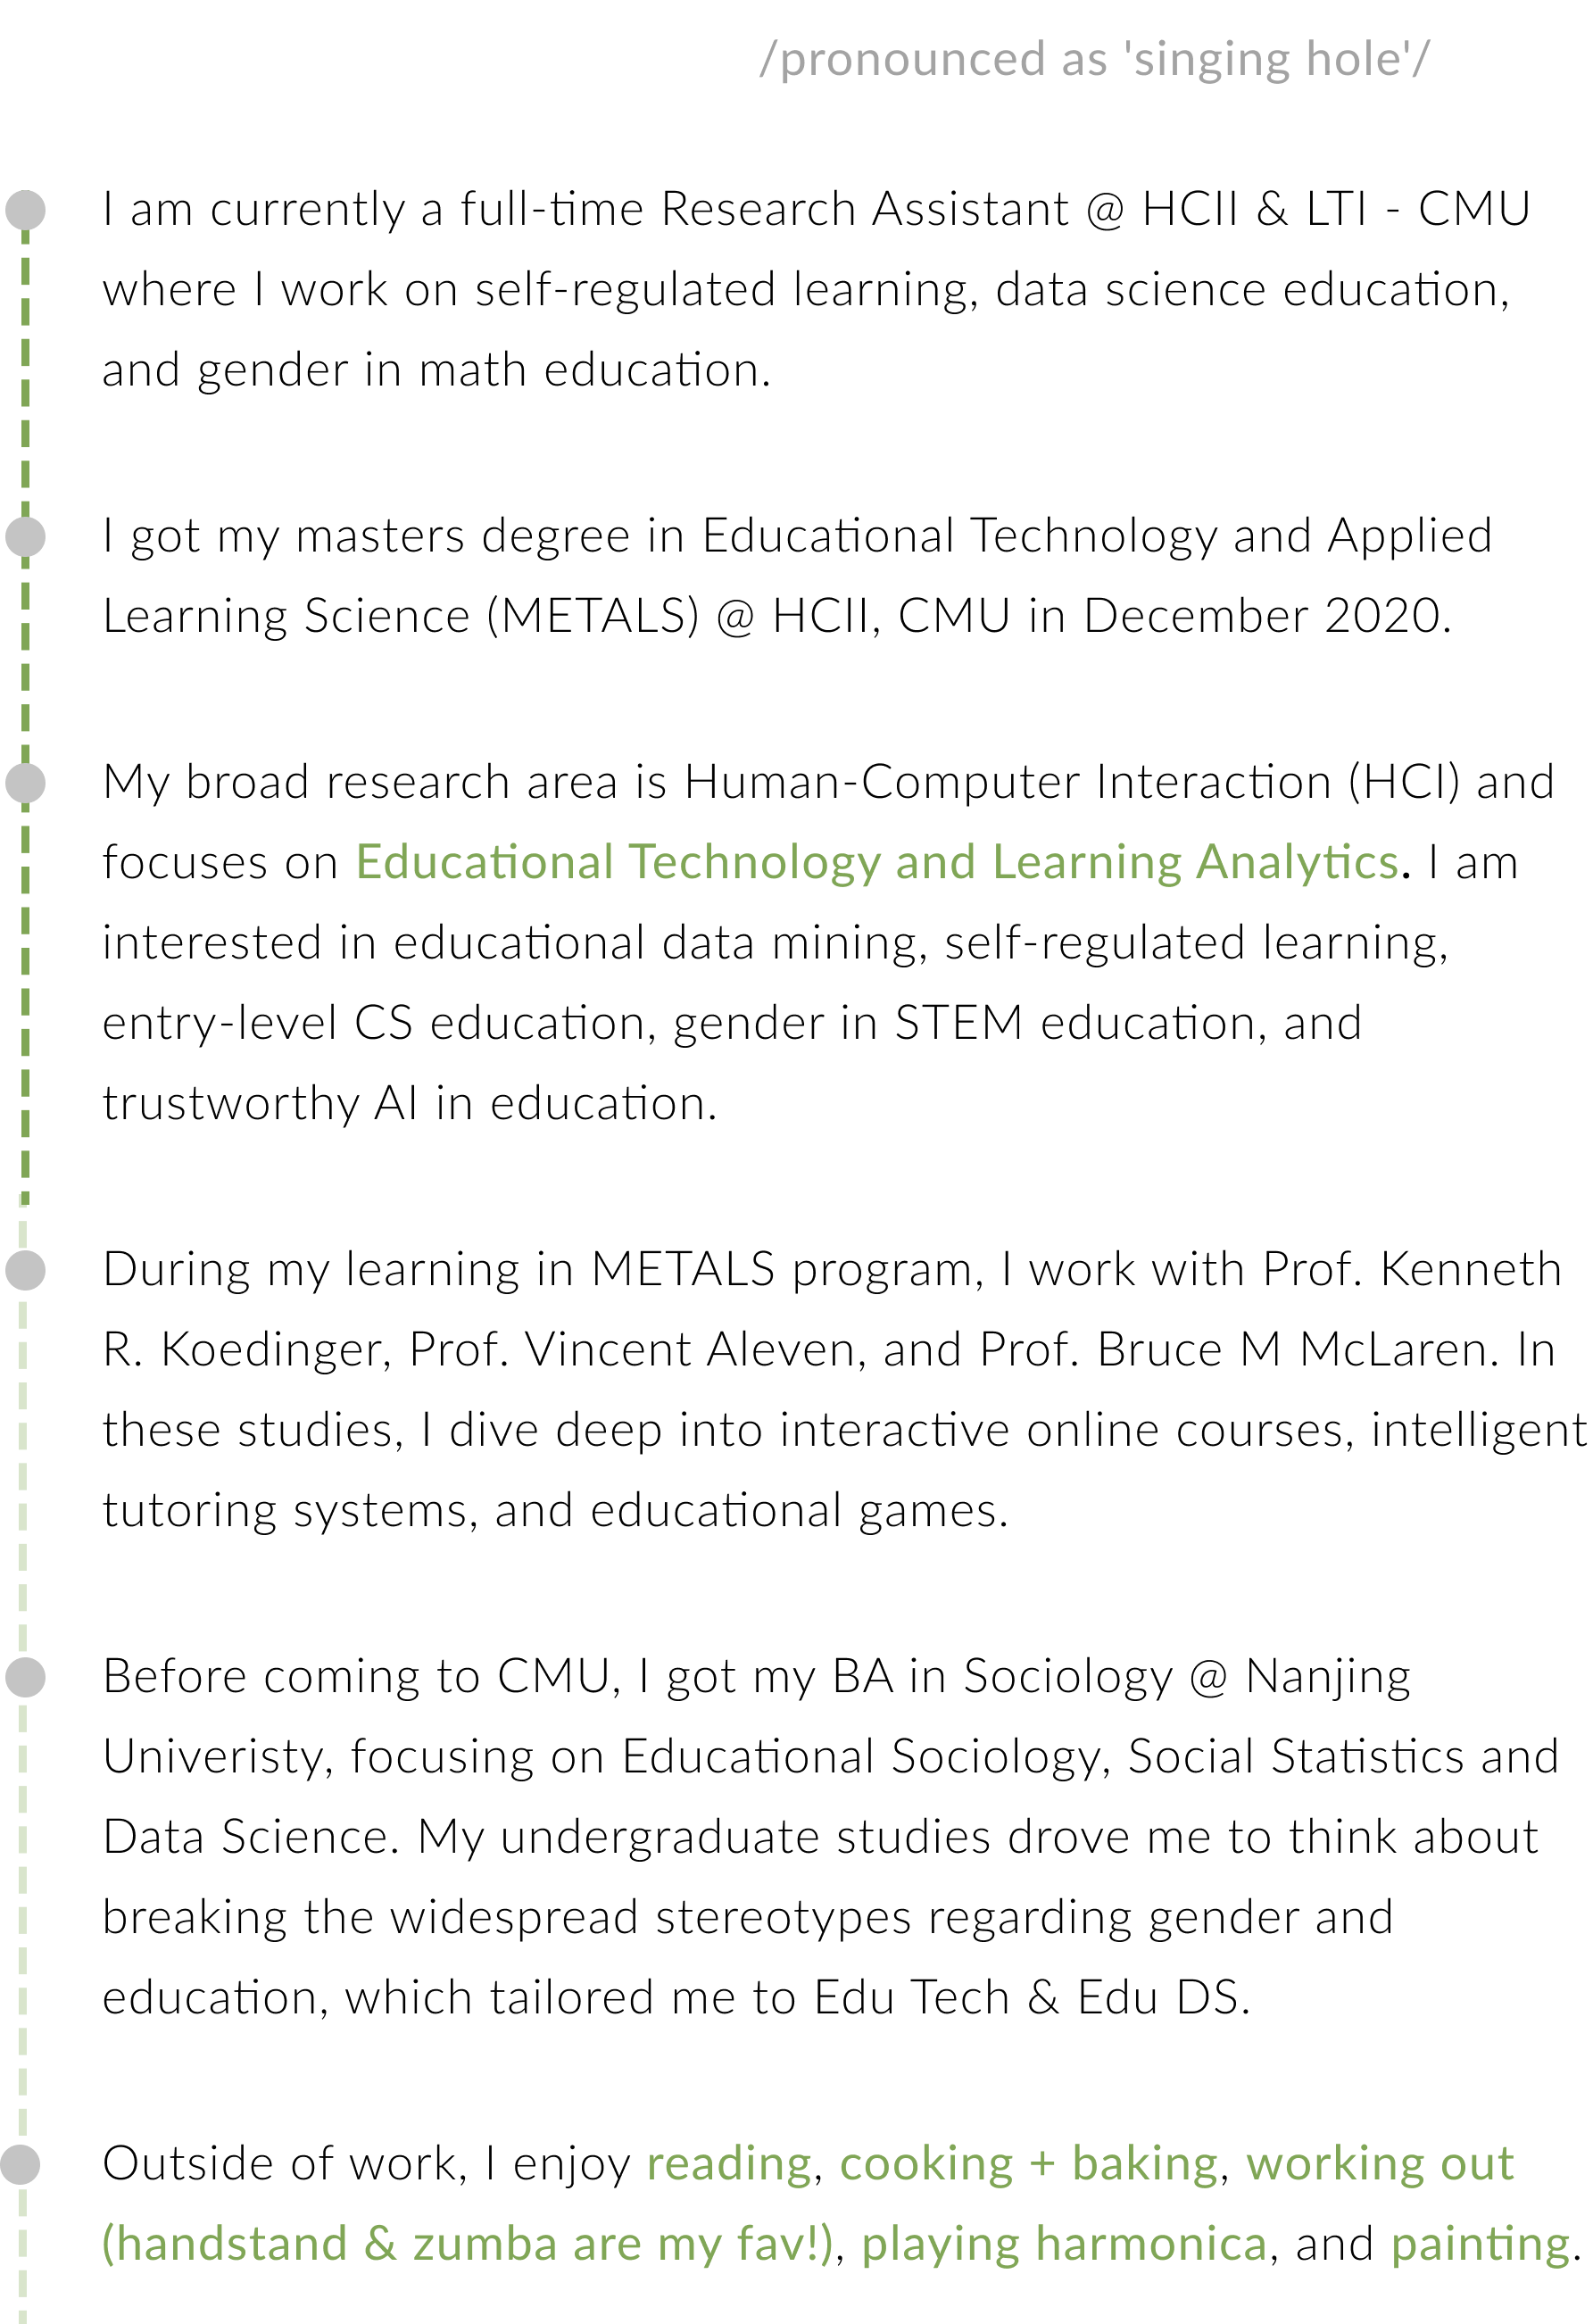 /pronounced as 'singing hole'/
I am currently a full-time Research Assistant @ HCII & LTI - CMU
where I work on self-regulated learning, data science education,
and gender in math education.
I got my masters degree in Educational Technology and Applied
Learning Science (METALS) @ HCII, CMU in December 2020.
My broad research area is Human-Computer Interaction (HCI) and
focuses on Educational Technology and Learning Analytics. I am
interested in educational data mining, self-regulated learning,
entry-level CS education, gender in STEM education, and
trustworthy AI in education.
During my learning in METALS program, I work with Prof. Kenneth
R. Koedinger, Prof. Vincent Aleven, and Prof. Bruce M McLaren. In
these studies, I dive deep into interactive online courses, intelligent
tutoring systems, and educational games.
Before coming to CMU, I got my BA in Sociology @ Nanjing
Univeristy, focusing on Educational Sociology, Social Statistics and
Data Science. My undergraduate studies drove me to think about
breaking the widespread stereotypes regarding gender and
education, which tailored me to Edu Tech & Edu DS.
Outside of work, I enjoy reading, cooking + baking, working out
(handstand & zumba are my fav!), playing harmonica, and painting.